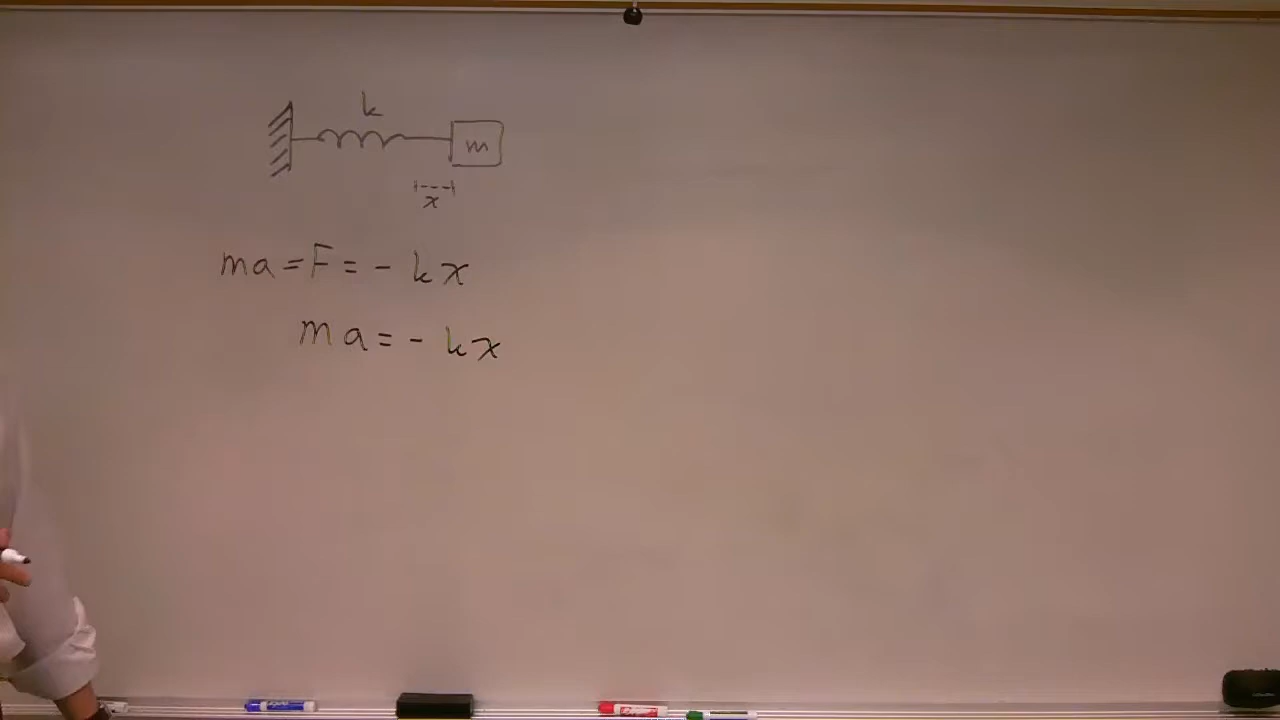 k
m
x
ma = F = - kx
ma = - kx